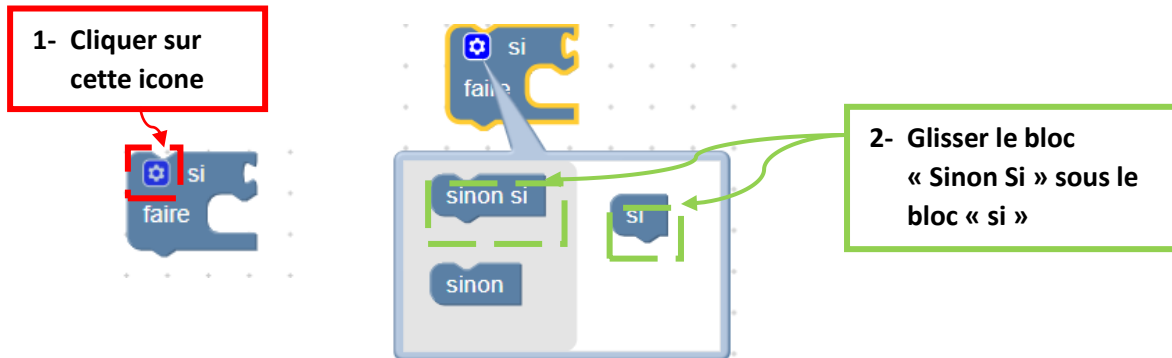 1- Cliquer sur
cette icone
si
faire
si
faire
sinon si
si
sinon
2- Glisser le bloc
« Sinon Si » sous le
bloc « si »